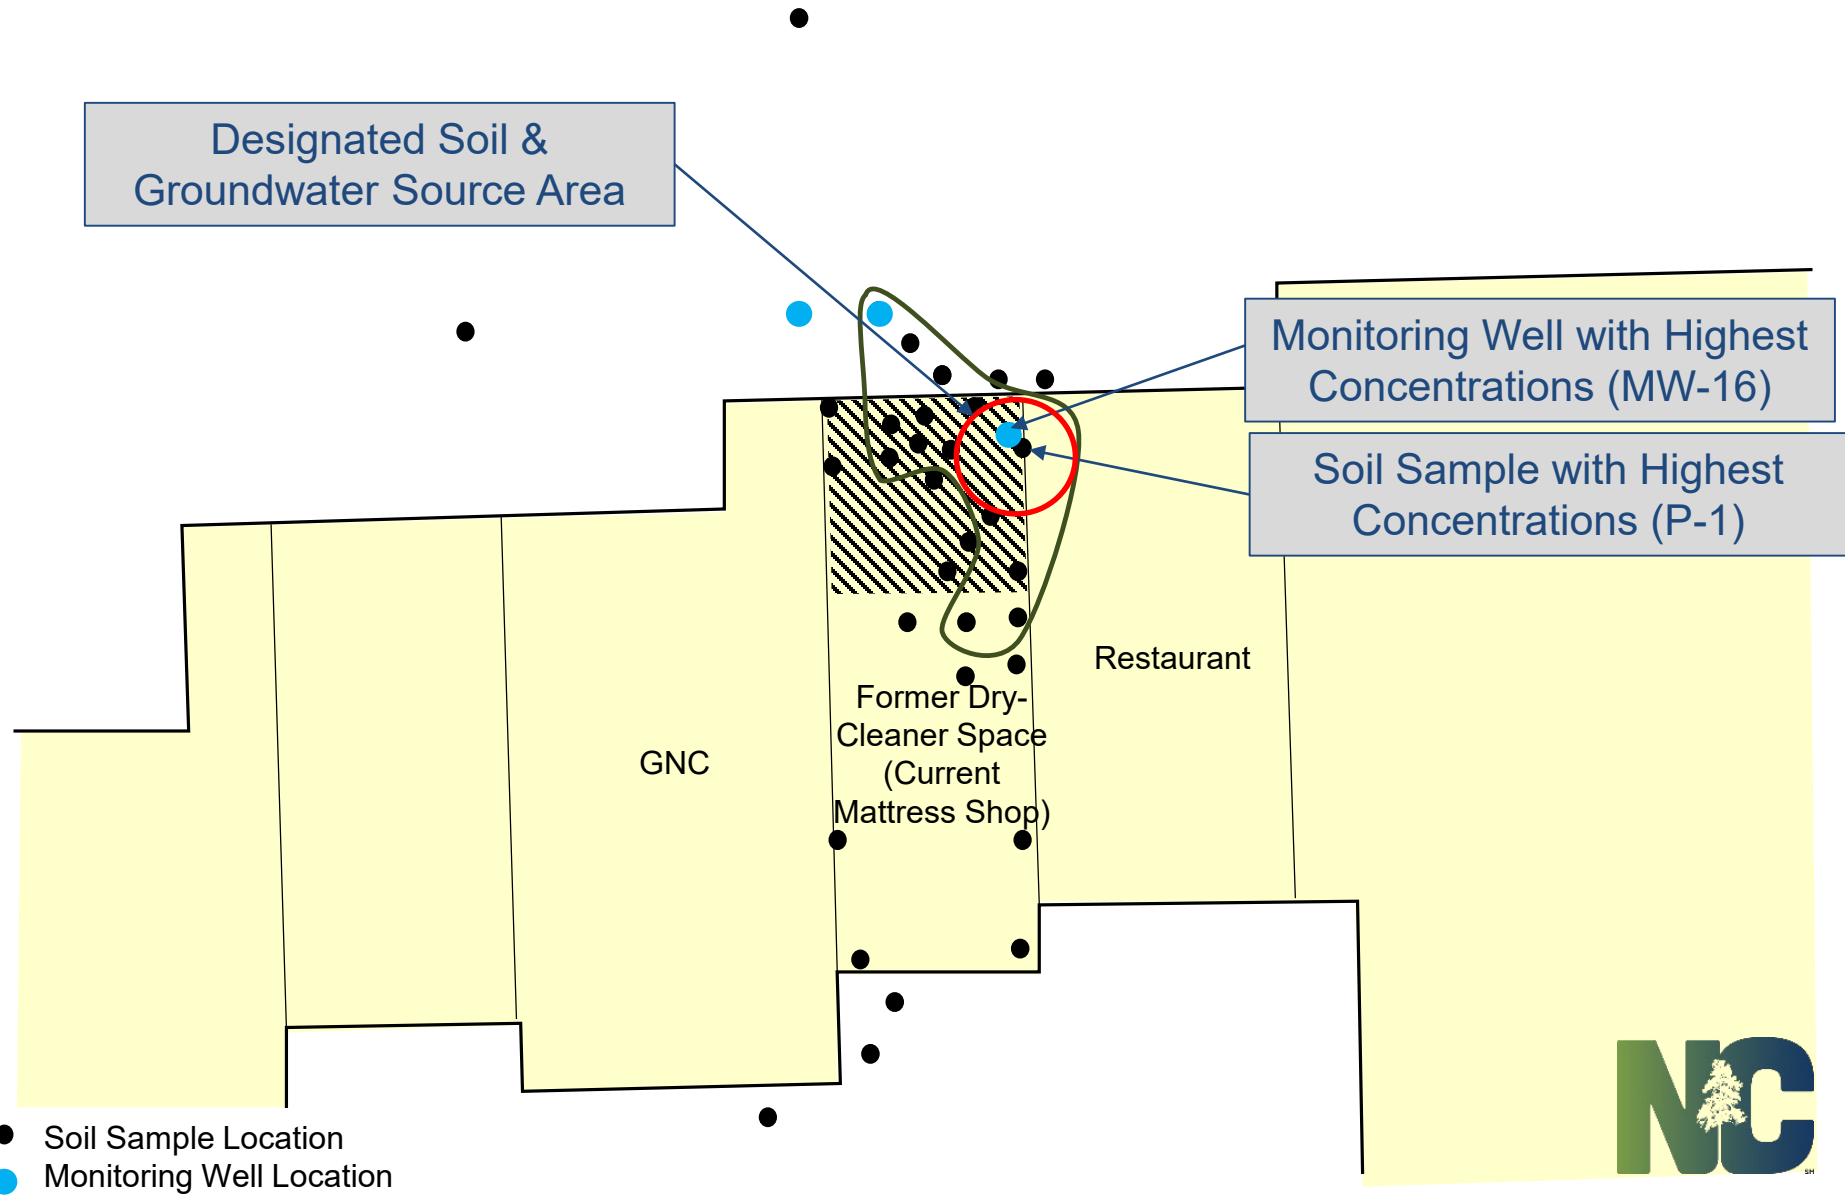 Designated Soil &
Groundwater Source Area
Monitoring Well with Highest
Concentrations (MW-16)
Soil Sample with Highest
Concentrations (P-1)
Restaurant
Former Dry-
Cleaner Space
(Current
Mattress Shop)
GNC
Soil Sample Location
Monitoring Well Location
NC
SM